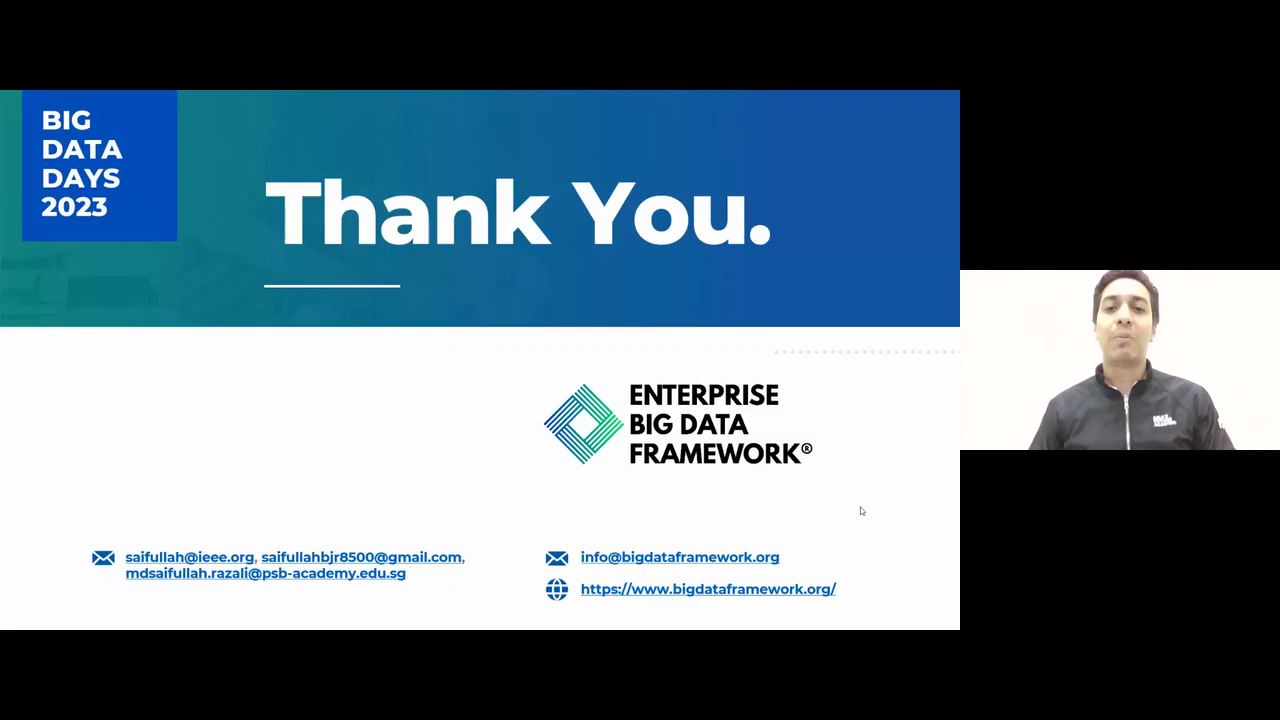 BIG
DATA
DAYS
2023
Thank You.
ENTERPRISE
BIG DATA
FRAMEWORK®
saifullah@ieee.org, saifullahbjr8500@gmail.com,
mdsaifullah.razali@psb-academy.edu.sg
info@bigdataframework.org
https://www.bigdataframework.org/